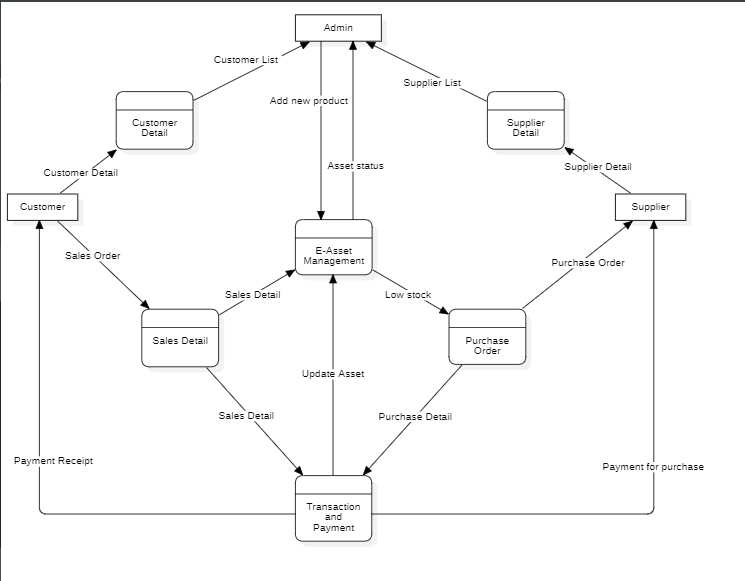 Admin
Customer List
Supplier List
Add new product
Customer
Detail
Supplier
Detail
Asset status
Customer Detail
Supplier Detail
Customer
Supplier
Sales Order
E-Asset
Management
Purchase Order
Sales Detail
Low stock
Sales Detail
Purchase
Order
Update Asset
Sales Detail
Purchase Detail
Payment Receipt
Payment for purchase
Transaction
and
Payment